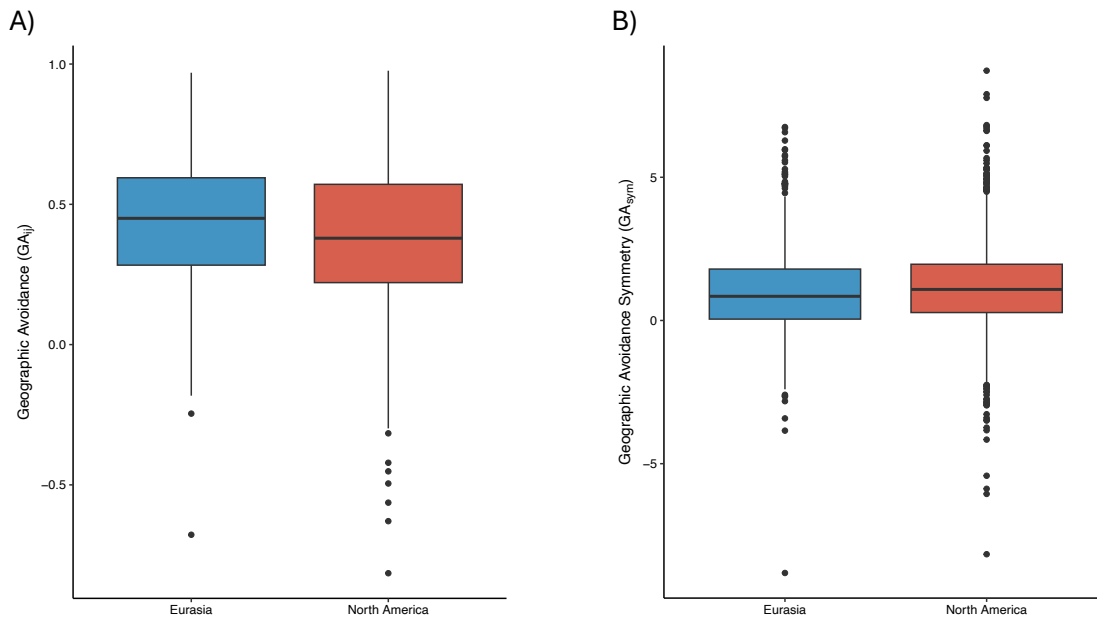 A)
B)
Geographic Avoidance (GAij)
1.0
0.5
0.0
−0.5
Eurasia
North America
Geographic Avoidance Symmetry (GAsym)
5
0
−5
Eurasia
North America